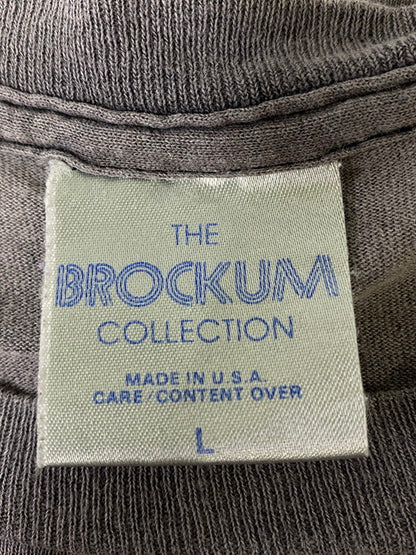 THE
BROCKUM
COLLECTION
MADE IN U.S.A.
CARE/CONTENT OVER
L